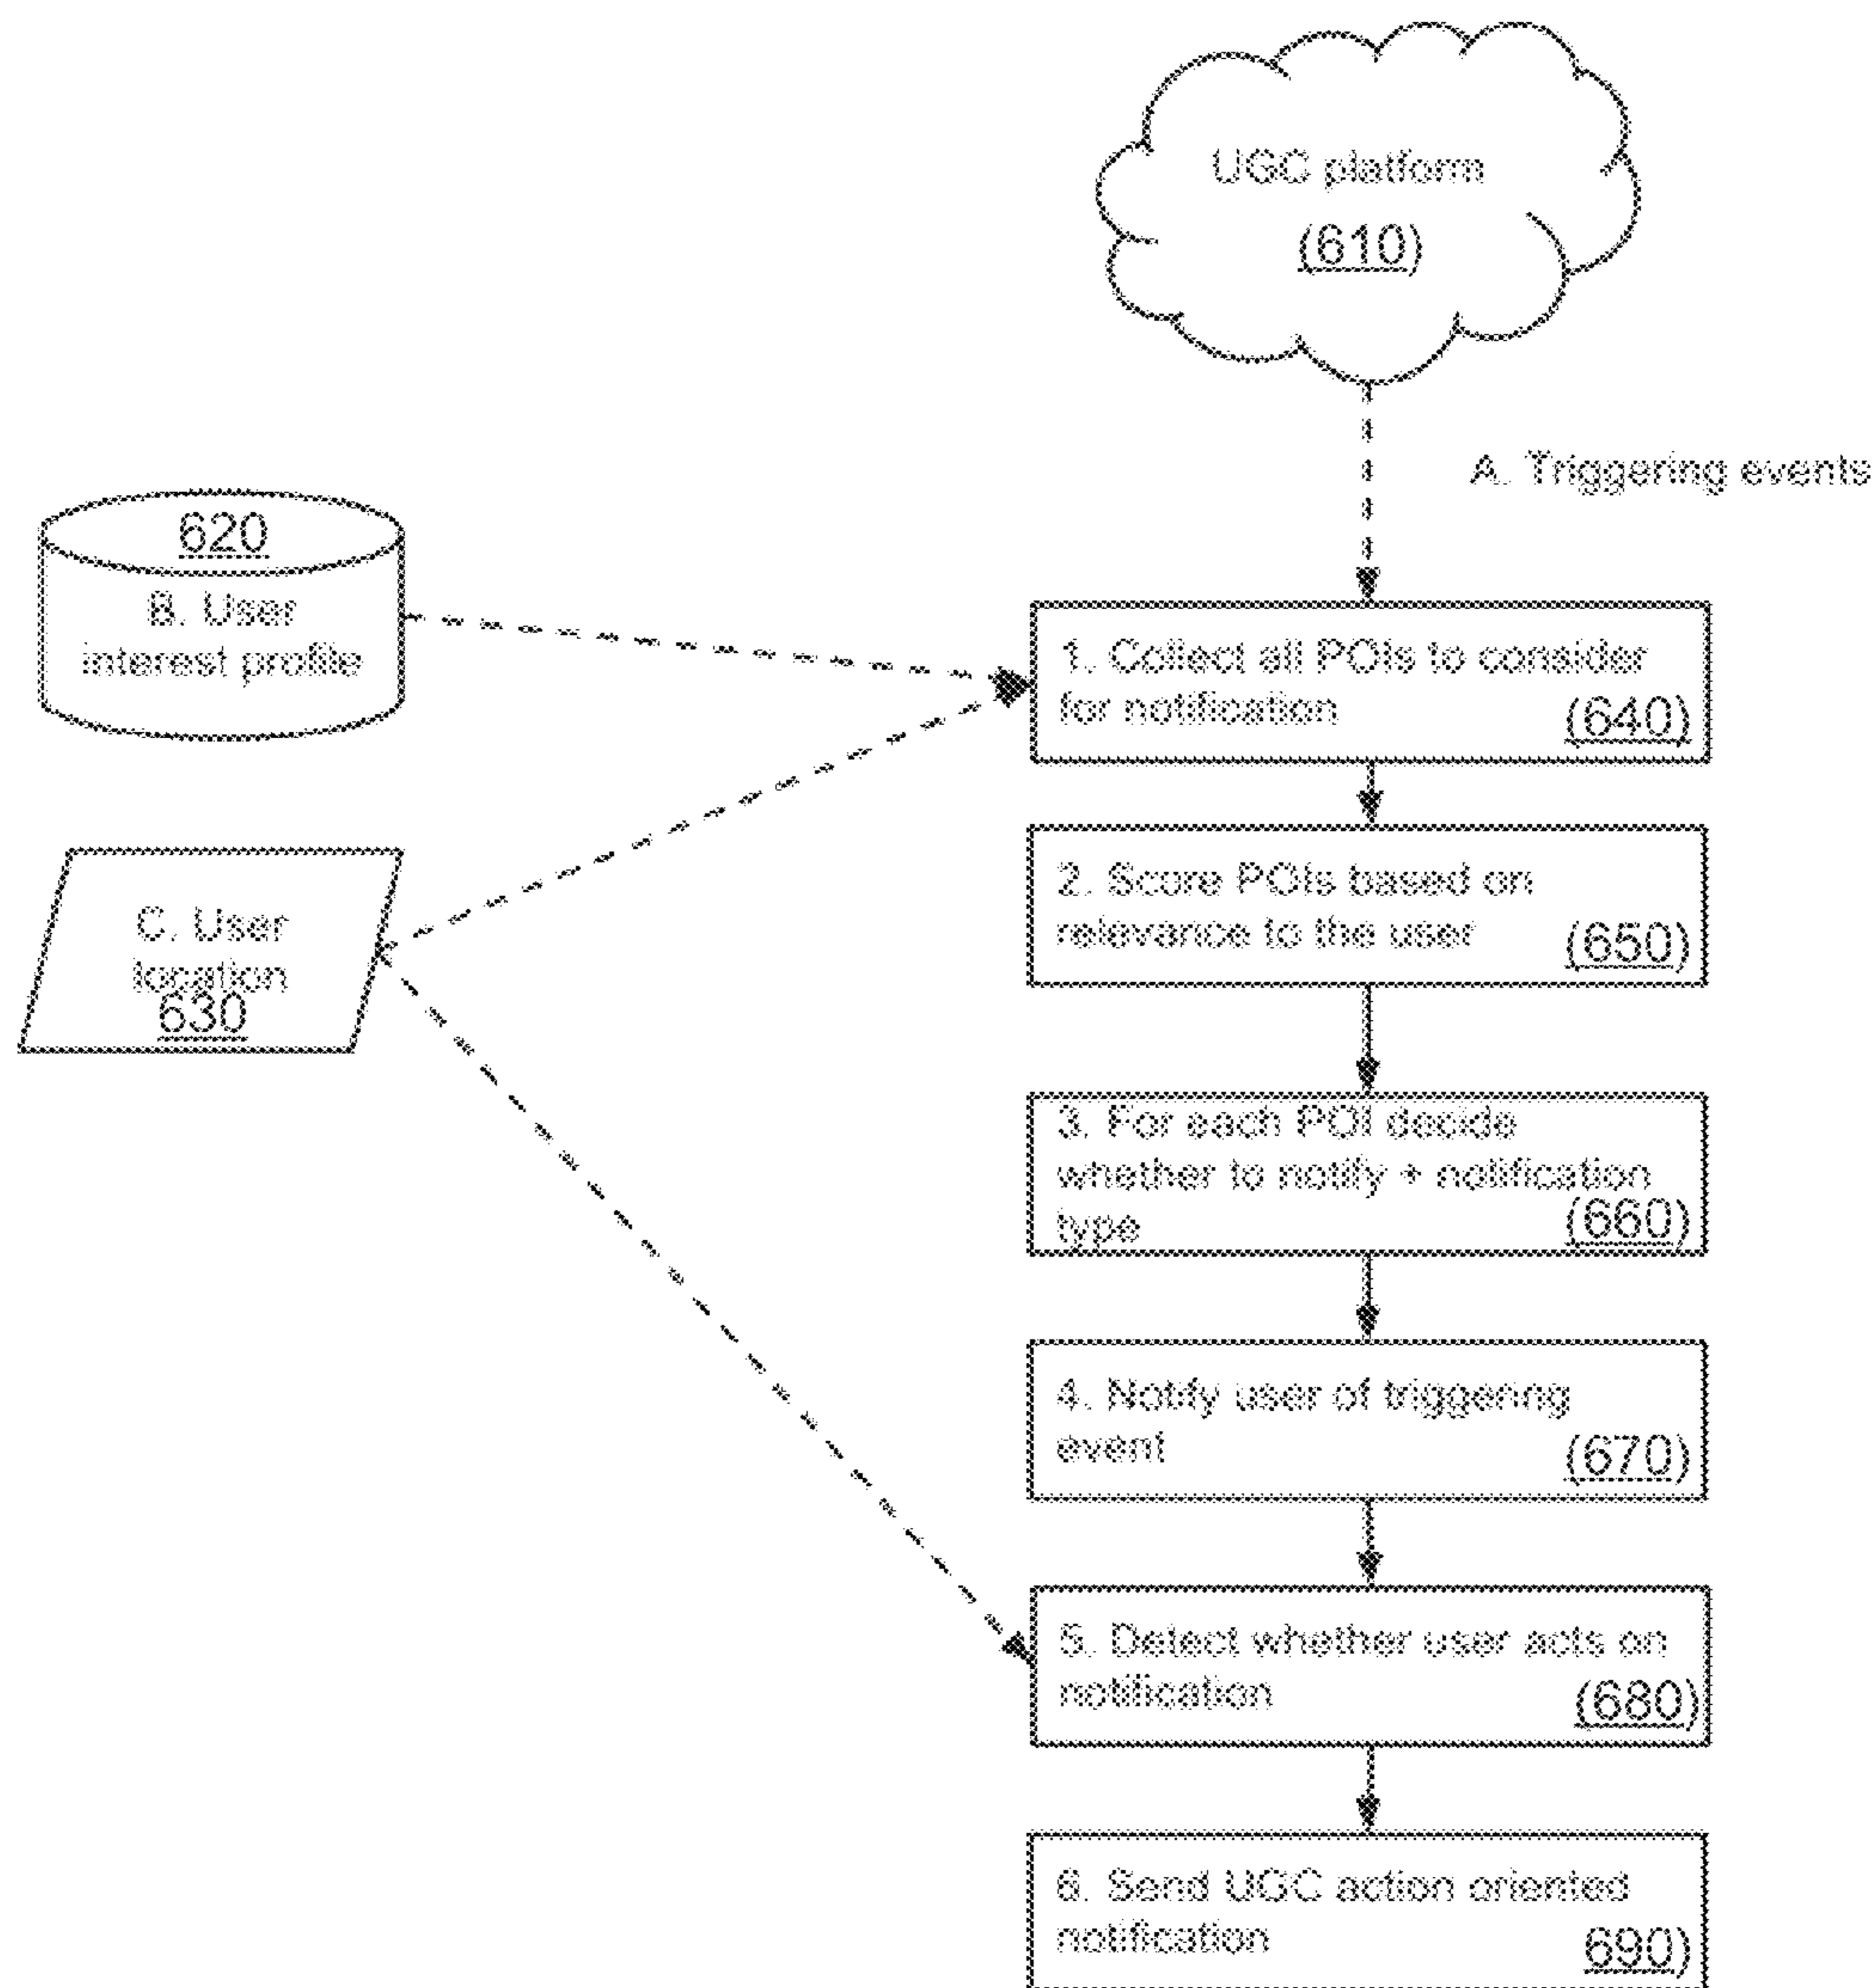 UGC platform
(610)
A. Triggering events
620
B. User
interest profile
1. Collect all POIs to consider
for notification
(640)
C. User
location
630
2. Score POIs based on
relevance to the user
(650)
3. For each POI decide
whether to notify + notification
type
(660)
4. Notify user of triggering
event
(670)
5. Detect whether user acts on
notification
(680)
6. Send UGC action oriented
notification
690)